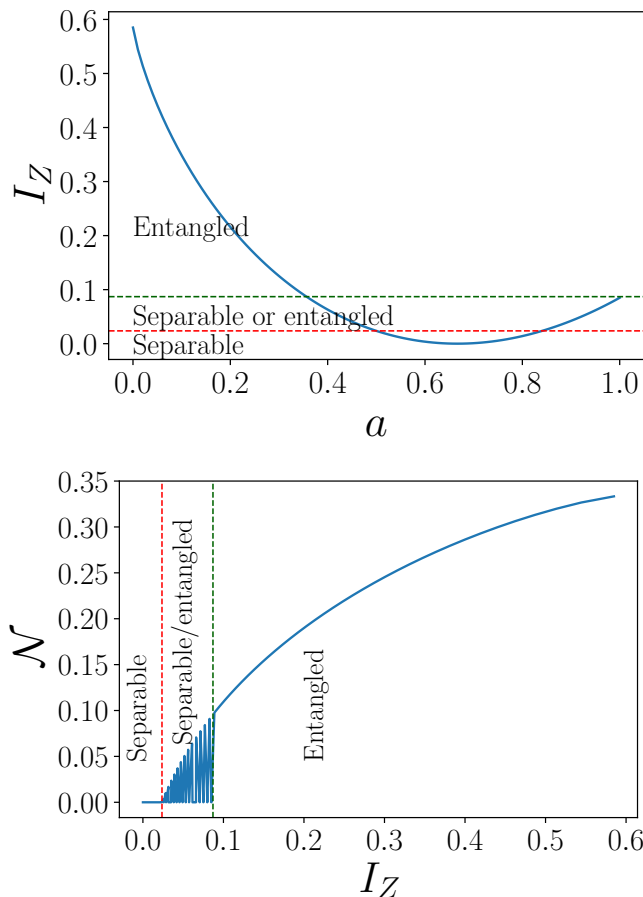 0.6
0.5
0.4
0.3
0.2
0.1
0.0
I_Z
Entangled
Separable or entangled
Separable
0.0 0.2 0.4 0.6 0.8 1.0
a
0.35
0.30
0.25
0.20
0.15
0.10
0.05
0.00
𝒩
Separable
Separable/entangled
Entangled
0.0 0.1 0.2 0.3 0.4 0.5 0.6
I_Z